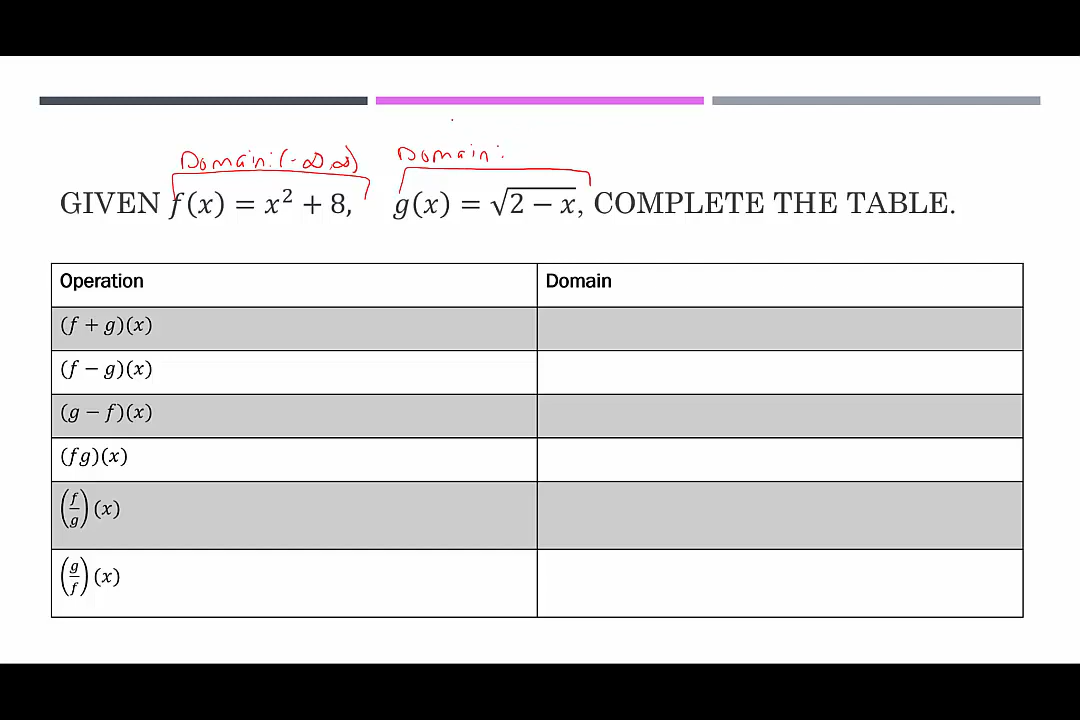 Domain: (-∞,∞) Domain:
GIVEN f(x) = x² + 8, g(x) = √2 − x, COMPLETE THE TABLE.
Operation Domain
(f + g)(x)
(f − g)(x)
(g − f)(x)
(fg)(x)
(f/g)(x)
(g/f)(x)